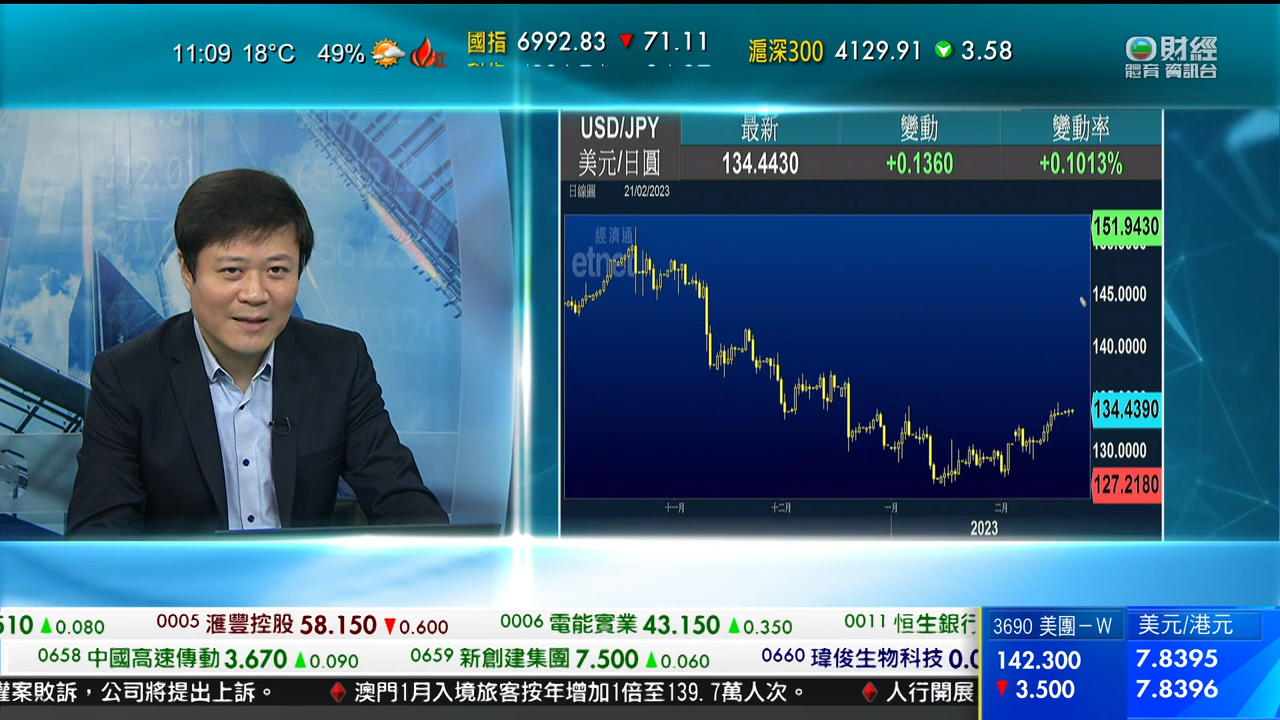 11:09 18°C 49% 紅
國指 6992.83 ▼ 71.11
滬深300 4129.91 3.58
財經
體育 資訊台
USD/JPY 最新 變動 變動率
美元/日圓 134.4430 +0.1360 +0.1013%
日線圖 21/02/2023
經濟通
etnet
151.9430
145.0000
140.0000
134.4390
130.0000
127.2180
十一月 十二月 一月 二月
2023
510 ▲0.080 0005 滙豐控股 58.150 ▼0.600 0006 電能實業 43.150 ▲0.350 0011 恒生銀行
0658 中國高速傳動 3.670 ▲0.090 0659 新創建集團 7.500 ▲0.060 0660 瑋俊生物科技 0.0
案敗訴，公司將提出上訴。 澳門1月入境旅客按年增加1倍至139.7萬人次。 人行開展
3690 美團－W
142.300
▼ 3.500
美元/港元
7.8395
7.8396